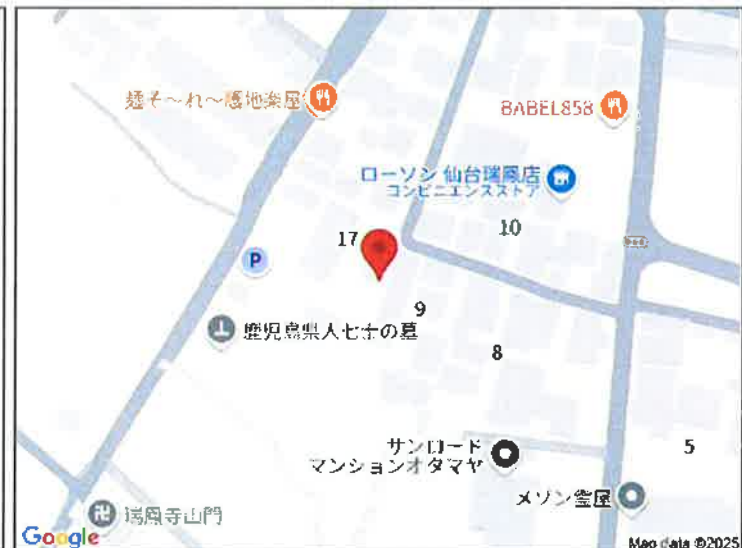 麺そ〜れ〜護地楽屋
BABEL858
ローソン 仙台瑞鳳店
コンビニエンスストア
10
17
P
9
鹿児島県人七士の墓
8
サンロード
マンションオタマヤ
5
メゾン霊屋
瑞鳳寺山門
Google
Map data ©2025